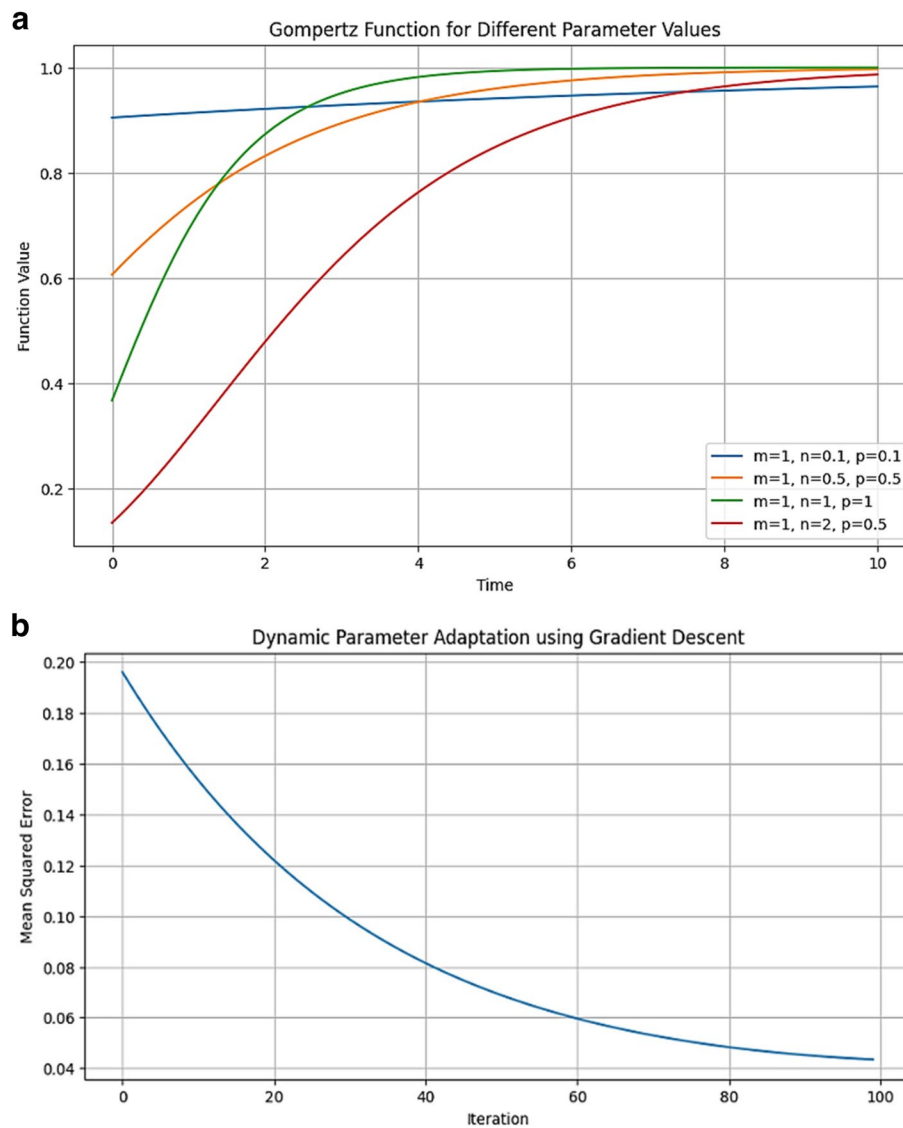 a
Gompertz Function for Different Parameter Values
1.0
0.8
0.6
0.4
0.2
Function Value
m=1, n=0.1, p=0.1
m=1, n=0.5, p=0.5
m=1, n=1, p=1
m=1, n=2, p=0.5
0 2 4 6 8 10
Time
b
Dynamic Parameter Adaptation using Gradient Descent
0.20
0.18
0.16
0.14
0.12
0.10
0.08
0.06
0.04
Mean Squared Error
0 20 40 60 80 100
Iteration